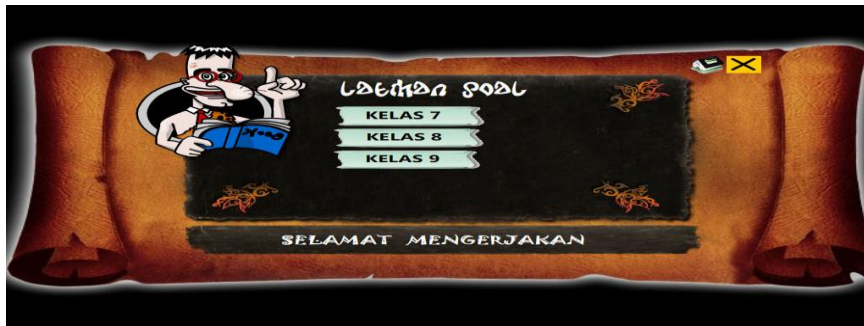 Latihan Soal
KELAS 7
KELAS 8
KELAS 9
SELAMAT MENGERJAKAN